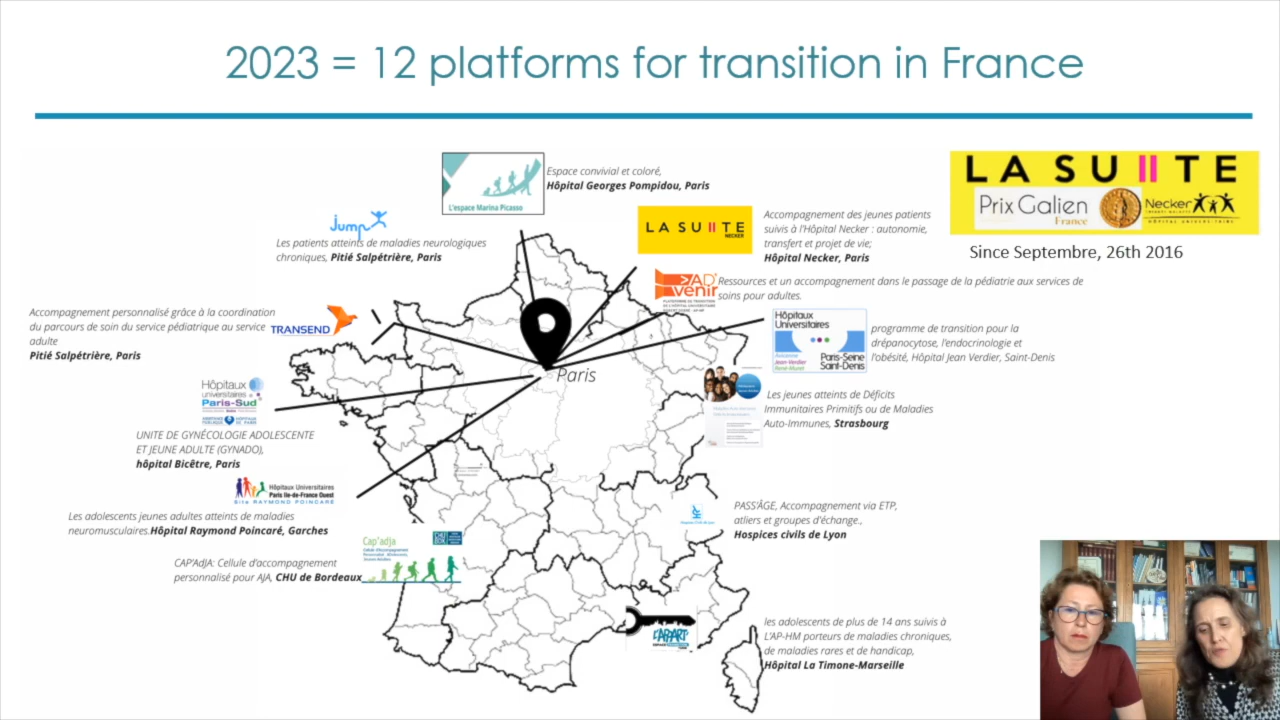 2023 = 12 platforms for transition in France
L'espace Marina Picasso
Espace convivial et coloré,
Hôpital Georges Pompidou, Paris
LA SUIITE
Prix Galien
France
Necker
Since Septembre, 26th 2016
jump
Les patients atteints de maladies neurologiques
chroniques, Pitié Salpétrière, Paris
LA SUIITE
NECKER
Accompagnement des jeunes patients
suivis à l'Hôpital Necker : autonomie,
transfert et projet de vie;
Hôpital Necker, Paris
AD'
venir
Ressources et un accompagnement dans le passage de la pédiatrie aux services de
soins pour adultes.
Accompagnement personnalisé grâce à la coordination
du parcours de soin du service pédiatrique au service
adulte
Pitié Salpétrière, Paris
TRANSEND
Hôpitaux
Universitaires
Avicenne
Jean-Verdier
René-Muret
Paris-Seine
Saint-Denis
programme de transition pour la
drépanocytose, l'endocrinologie et
l'obésité, Hôpital Jean Verdier, Saint-Denis
Paris
Hôpitaux
universitaires
Paris-Sud
UNITE DE GYNÉCOLOGIE ADOLESCENTE
ET JEUNE ADULTE (GYNADO),
hôpital Bicêtre, Paris
Les jeunes atteints de Déficits
Immunitaires Primitifs ou de Maladies
Auto-Immunes, Strasbourg
Hôpitaux Universitaires
Paris Ile-de-France Ouest
Site RAYMOND POINCARÉ
Les adolescents jeunes adultes atteints de maladies
neuromusculaires.Hôpital Raymond Poincaré, Garches
PASS'ÂGE, Accompagnement via ETP,
atliers et groupes d'échange.,
Hospices civils de Lyon
Cap'adja
CAP'ADJA: Cellule d'accompagnement
personnalisé pour AJA, CHU de Bordeaux
L'APART'
les adolescents de plus de 14 ans suivis à
L'AP-HM porteurs de maladies chroniques,
de maladies rares et de handicap,
Hôpital La Timone-Marseille